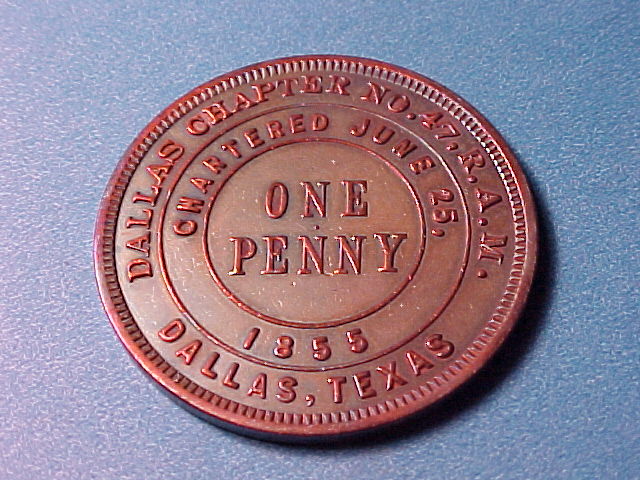 DALLAS CHAPTER NO. 47. R.A.M.
CHARTERED JUNE 25,
ONE
PENNY
1855
DALLAS, TEXAS